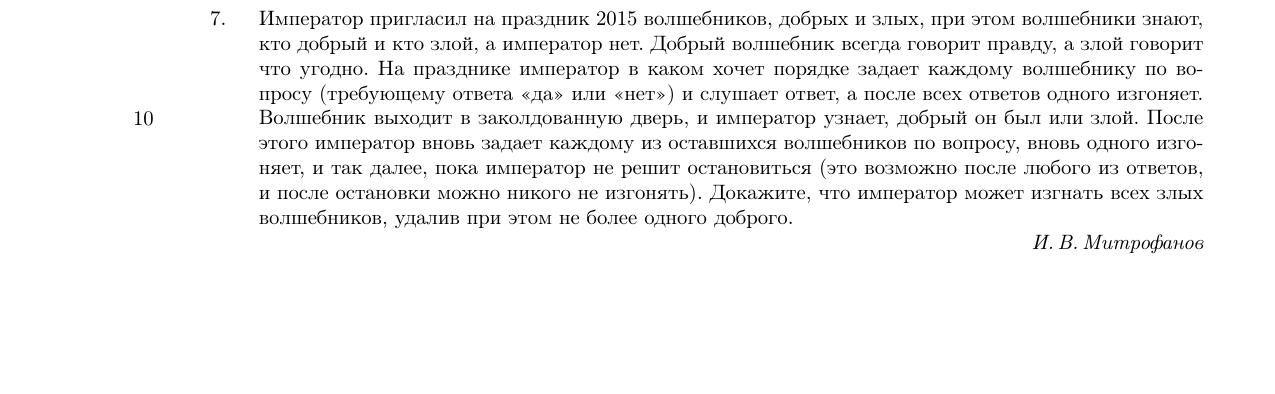 7. Император пригласил на праздник 2015 волшебников, добрых и злых, при этом волшебники знают,
кто добрый и кто злой, а император нет. Добрый волшебник всегда говорит правду, а злой говорит
что угодно. На празднике император в каком хочет порядке задает каждому волшебнику по во-
просу (требующему ответа «да» или «нет») и слушает ответ, а после всех ответов одного изгоняет.
10 Волшебник выходит в заколдованную дверь, и император узнает, добрый он был или злой. После
этого император вновь задает каждому из оставшихся волшебников по вопросу, вновь одного изго-
няет, и так далее, пока император не решит остановиться (это возможно после любого из ответов,
и после остановки можно никого не изгонять). Докажите, что император может изгнать всех злых
волшебников, удалив при этом не более одного доброго.
И. В. Митрофанов